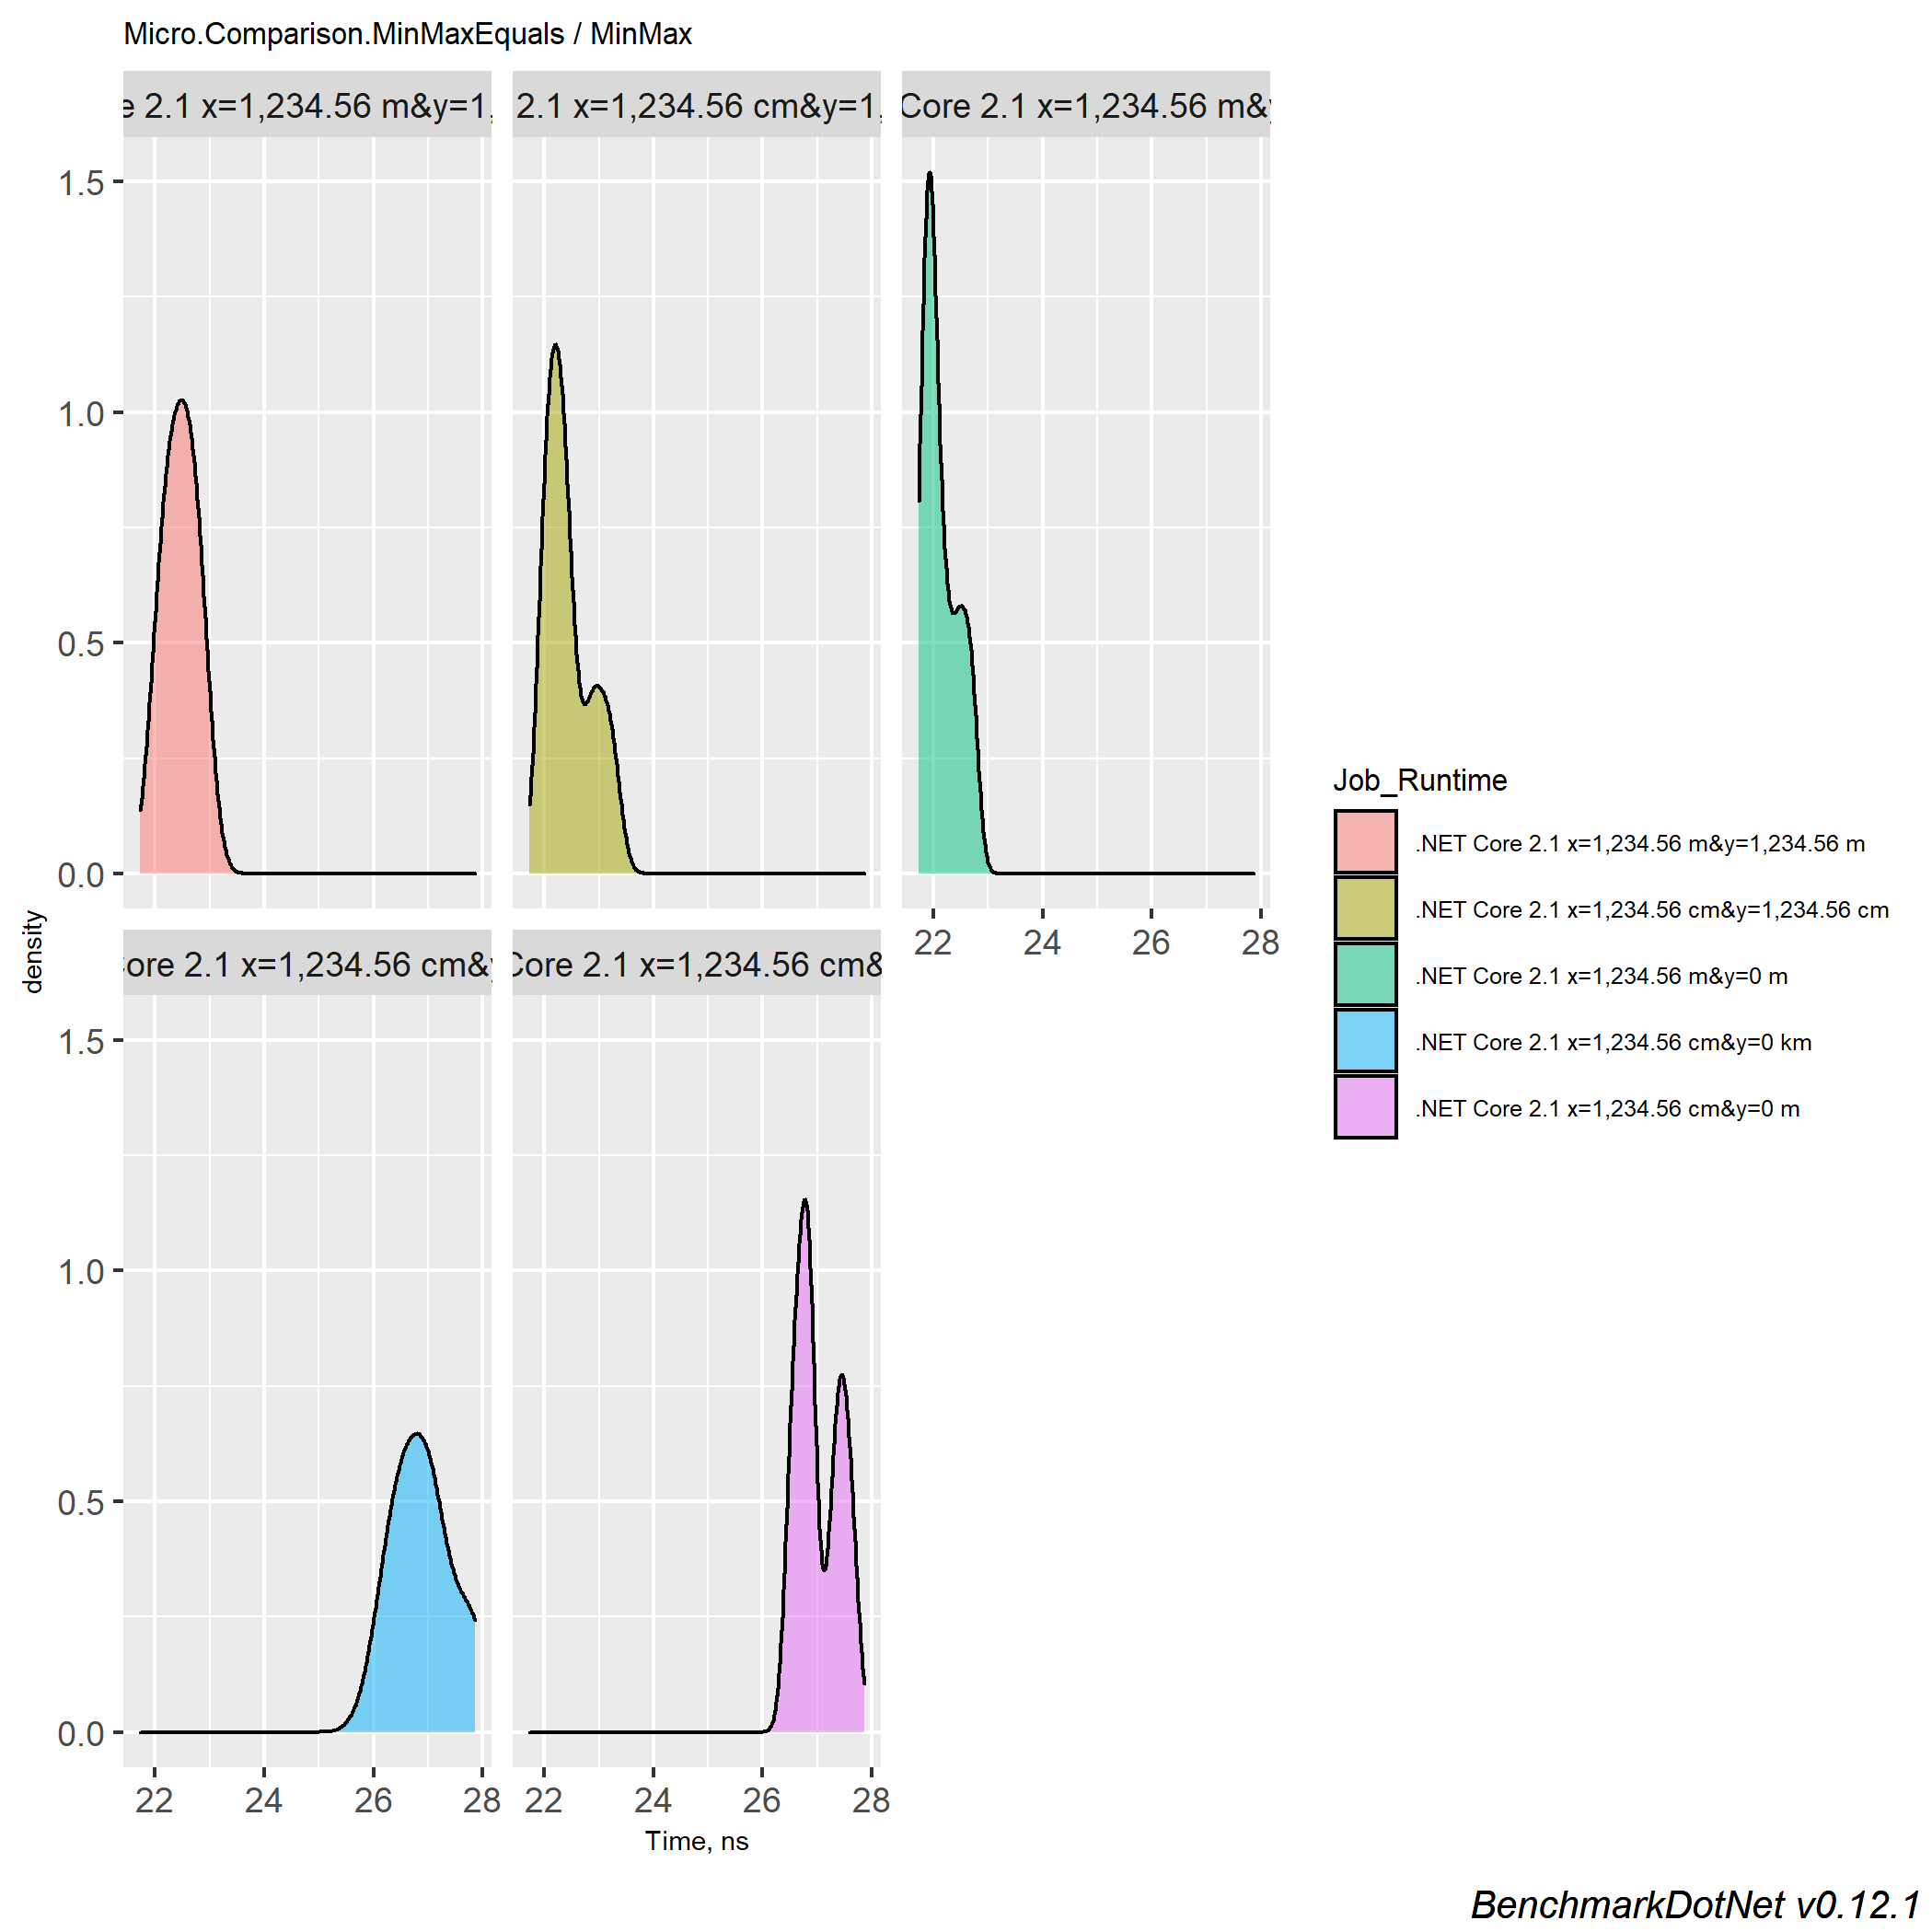 Micro.Comparison.MinMaxEquals / MinMax
e 2.1 x=1,234.56 m&y=1,
2.1 x=1,234.56 cm&y=1,
Core 2.1 x=1,234.56 m&y
1.5
1.0
0.5
0.0
22 24 26 28
density
Core 2.1 x=1,234.56 cm&y
Core 2.1 x=1,234.56 cm&
1.5
1.0
0.5
0.0
22 24 26 28
22 24 26 28
Time, ns
Job_Runtime
.NET Core 2.1 x=1,234.56 m&y=1,234.56 m
.NET Core 2.1 x=1,234.56 cm&y=1,234.56 cm
.NET Core 2.1 x=1,234.56 m&y=0 m
.NET Core 2.1 x=1,234.56 cm&y=0 km
.NET Core 2.1 x=1,234.56 cm&y=0 m
BenchmarkDotNet v0.12.1